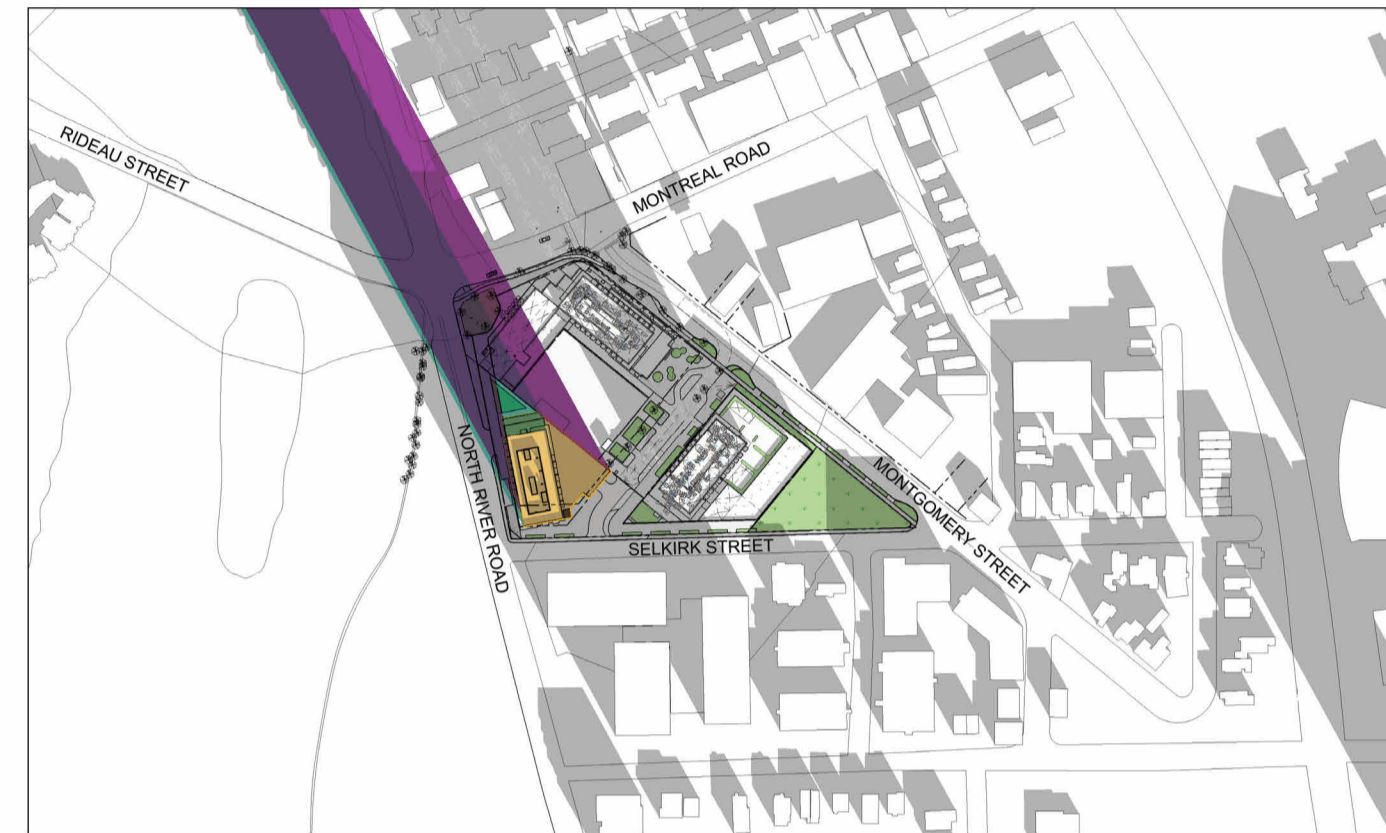 RIDEAU STREET
MONTREAL ROAD
NORTH RIVER ROAD
MONTGOMERY STREET
SELKIRK STREET